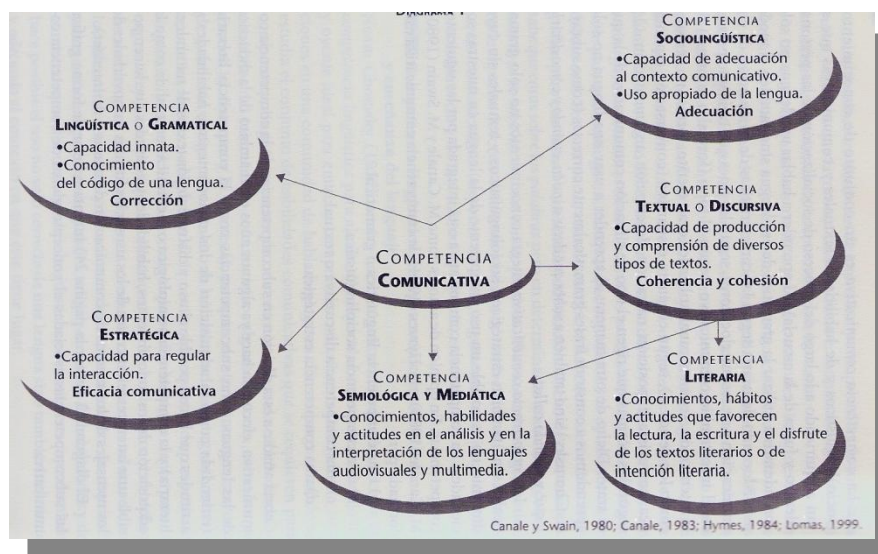 COMPETENCIA
SOCIOLINGÜÍSTICA
•Capacidad de adecuación
al contexto comunicativo.
•Uso apropiado de la lengua.
Adecuación
COMPETENCIA
LINGÜÍSTICA O GRAMATICAL
•Capacidad innata.
•Conocimiento
del código de una lengua.
Corrección
COMPETENCIA
TEXTUAL O DISCURSIVA
•Capacidad de producción
y comprensión de diversos
tipos de textos.
Coherencia y cohesión
COMPETENCIA
COMUNICATIVA
COMPETENCIA
ESTRATÉGICA
•Capacidad para regular
la interacción.
Eficacia comunicativa
COMPETENCIA
SEMIOLÓGICA Y MEDIÁTICA
•Conocimientos, habilidades
y actitudes en el análisis y en la
interpretación de los lenguajes
audiovisuales y multimedia.
COMPETENCIA
LITERARIA
•Conocimientos, hábitos
y actitudes que favorecen
la lectura, la escritura y el disfrute
de los textos literarios o de
intención literaria.
Canale y Swain, 1980; Canale, 1983; Hymes, 1984; Lomas, 1999.